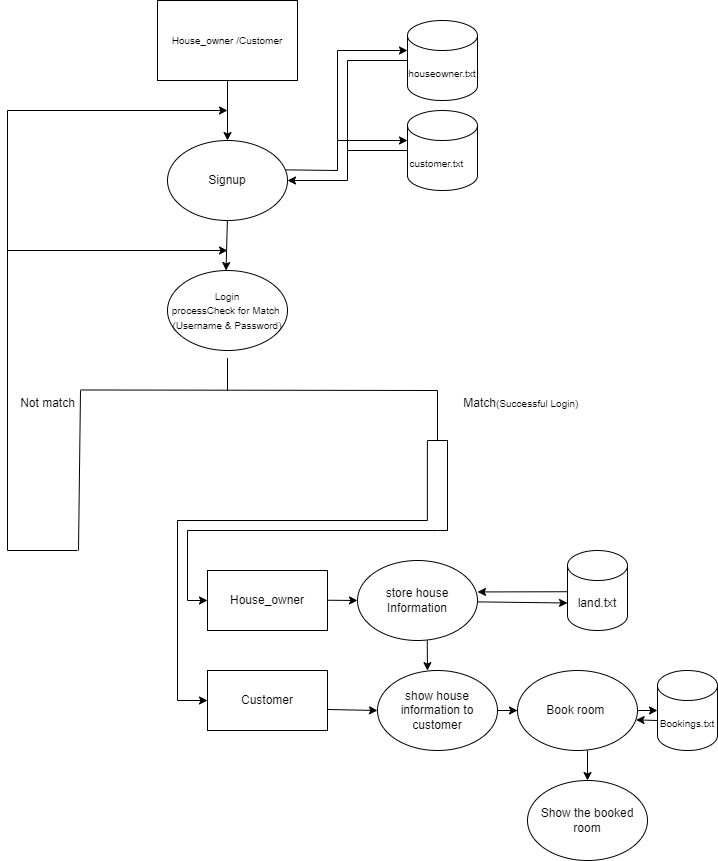 House_owner /Customer
houseowner.txt
customer.txt
Signup
Login
processCheck for Match
(Username & Password)
Not match
Match(Successful Login)
House_owner
store house
Information
land.txt
Customer
show house
information to
customer
Book room
Bookings.txt
Show the booked
room